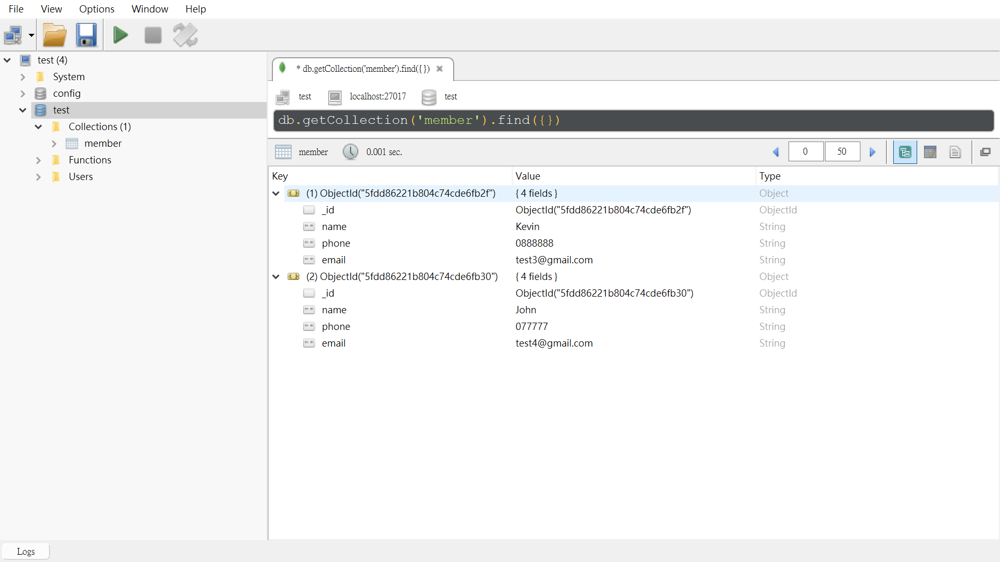 File View Options Window Help
test (4)
System
config
test
Collections (1)
member
Functions
Users
* db.getCollection('member').find({})
test localhost:27017 test
db.getCollection('member').find({})
member 0.001 sec. 0 50
Key Value Type
(1) ObjectId("5fdd86221b804c74cde6fb2f") { 4 fields } Object
_id ObjectId("5fdd86221b804c74cde6fb2f") ObjectId
name Kevin String
phone 0888888 String
email test3@gmail.com String
(2) ObjectId("5fdd86221b804c74cde6fb30") { 4 fields } Object
_id ObjectId("5fdd86221b804c74cde6fb30") ObjectId
name John String
phone 077777 String
email test4@gmail.com String
Logs